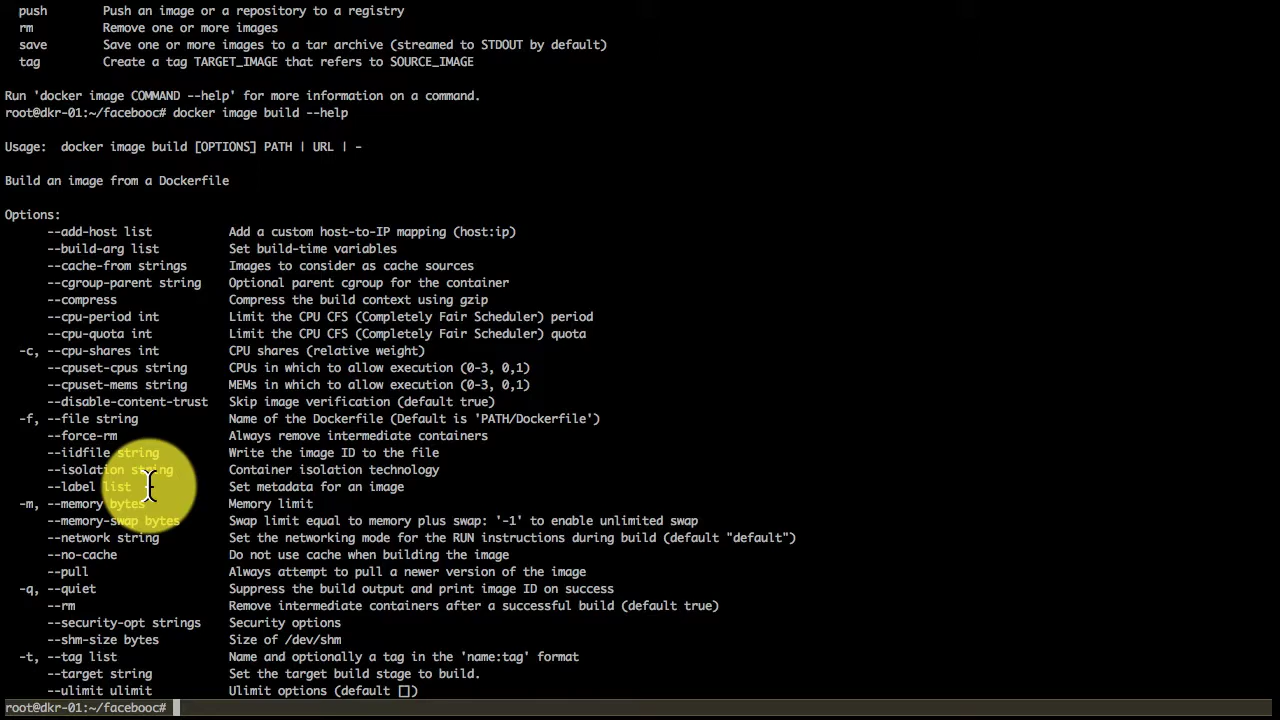 push        Push an image or a repository to a registry
rm          Remove one or more images
save        Save one or more images to a tar archive (streamed to STDOUT by default)
tag         Create a tag TARGET_IMAGE that refers to SOURCE_IMAGE
Run 'docker image COMMAND --help' for more information on a command.
root@dkr-01:~/facebooc# docker image build --help
Usage:  docker image build [OPTIONS] PATH | URL | -
Build an image from a Dockerfile
Options:
      --add-host list           Add a custom host-to-IP mapping (host:ip)
      --build-arg list          Set build-time variables
      --cache-from strings      Images to consider as cache sources
      --cgroup-parent string    Optional parent cgroup for the container
      --compress                Compress the build context using gzip
      --cpu-period int          Limit the CPU CFS (Completely Fair Scheduler) period
      --cpu-quota int           Limit the CPU CFS (Completely Fair Scheduler) quota
  -c, --cpu-shares int          CPU shares (relative weight)
      --cpuset-cpus string      CPUs in which to allow execution (0-3, 0,1)
      --cpuset-mems string      MEMs in which to allow execution (0-3, 0,1)
      --disable-content-trust   Skip image verification (default true)
  -f, --file string             Name of the Dockerfile (Default is 'PATH/Dockerfile')
      --force-rm                Always remove intermediate containers
      --iidfile string          Write the image ID to the file
      --isolation string        Container isolation technology
      --label list              Set metadata for an image
  -m, --memory bytes            Memory limit
      --memory-swap bytes       Swap limit equal to memory plus swap: '-1' to enable unlimited swap
      --network string          Set the networking mode for the RUN instructions during build (default "default")
      --no-cache                Do not use cache when building the image
      --pull                    Always attempt to pull a newer version of the image
  -q, --quiet                   Suppress the build output and print image ID on success
      --rm                      Remove intermediate containers after a successful build (default true)
      --security-opt strings    Security options
      --shm-size bytes          Size of /dev/shm
  -t, --tag list                Name and optionally a tag in the 'name:tag' format
      --target string           Set the target build stage to build.
      --ulimit ulimit           Ulimit options (default [])
root@dkr-01:~/facebooc#